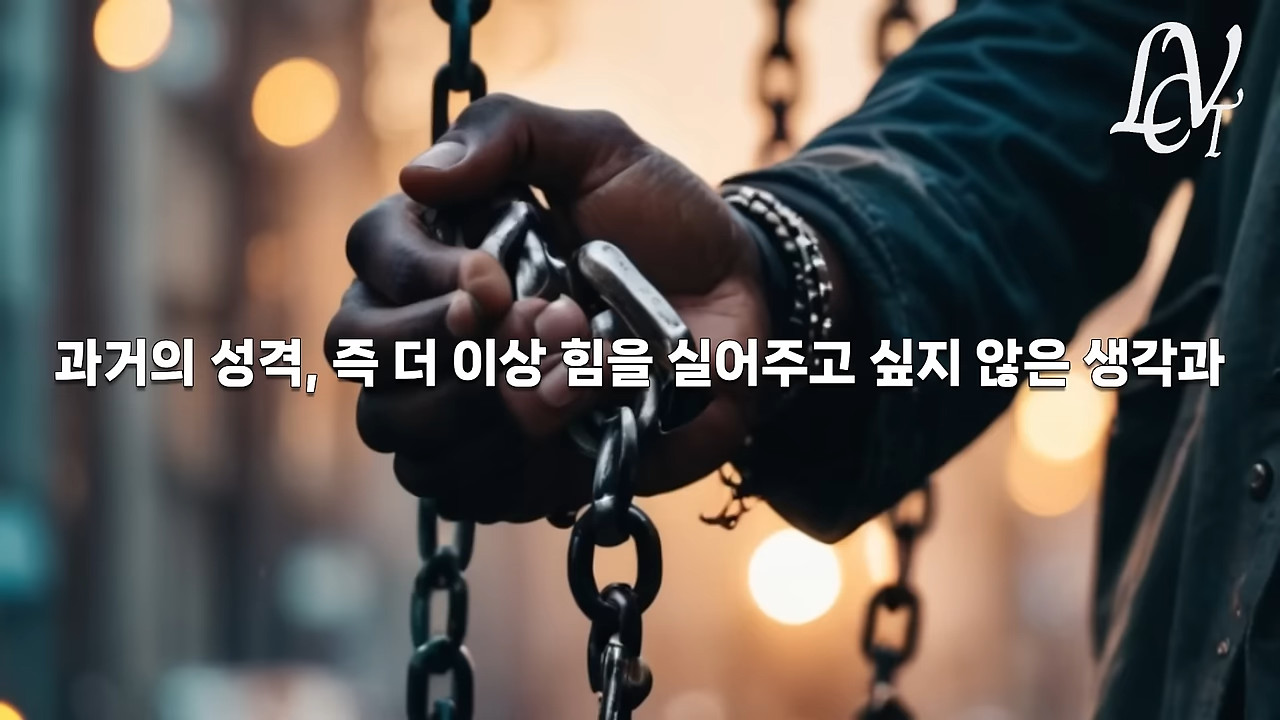 과거의 성격, 즉 더 이상 힘을 실어주고 싶지 않은 생각과